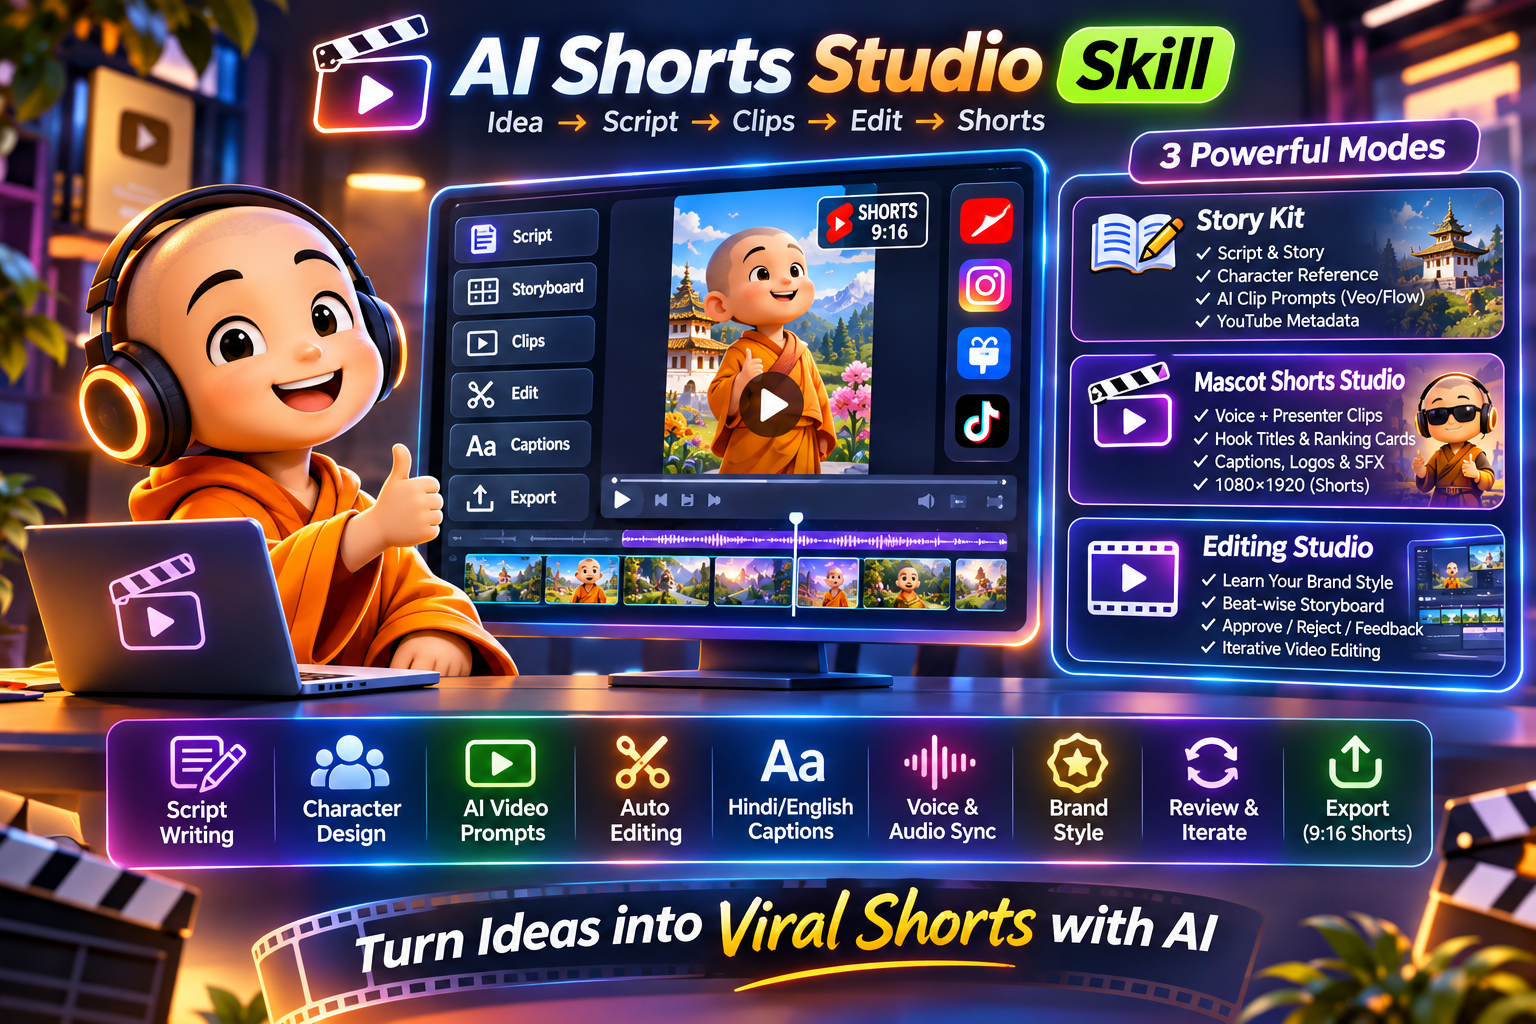 AI Shorts Studio Skill
Idea → Script → Clips → Edit → Shorts
3 Powerful Modes
Script
Storyboard
Clips
Edit
Aa Captions
Export
SHORTS
9:16
Story Kit
✓ Script & Story
✓ Character Reference
✓ AI Clip Prompts (Veo/Flow)
✓ YouTube Metadata
Mascot Shorts Studio
✓ Voice + Presenter Clips
✓ Hook Titles & Ranking Cards
✓ Captions, Logos & SFX
✓ 1080×1920 (Shorts)
Editing Studio
✓ Learn Your Brand Style
✓ Beat-wise Storyboard
✓ Approve / Reject / Feedback
✓ Iterative Video Editing
Script
Writing
Character
Design
AI Video
Prompts
Auto
Editing
Aa
Hindi/English
Captions
Voice &
Audio Sync
Brand
Style
Review &
Iterate
Export
(9:16 Shorts)
Turn Ideas into Viral Shorts with AI